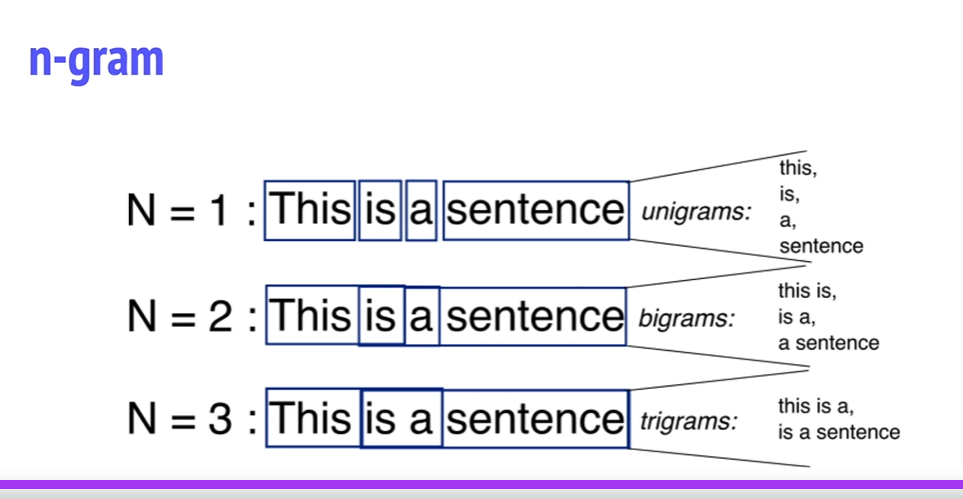 n-gram
N = 1 : This is a sentence unigrams:
this,
is,
a,
sentence
N = 2 : This is a sentence bigrams:
this is,
is a,
a sentence
N = 3 : This is a sentence trigrams:
this is a,
is a sentence